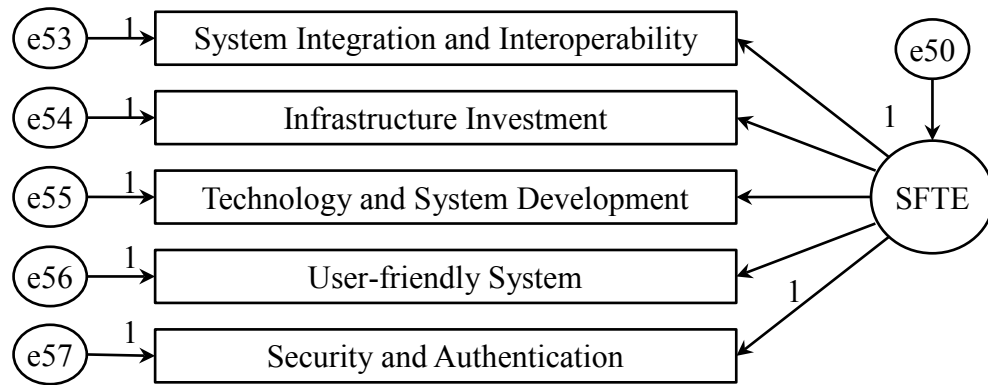 e53 1 System Integration and Interoperability e50
e54 1 Infrastructure Investment 1
e55 1 Technology and System Development SFTE
e56 1 User-friendly System 1
e57 1 Security and Authentication